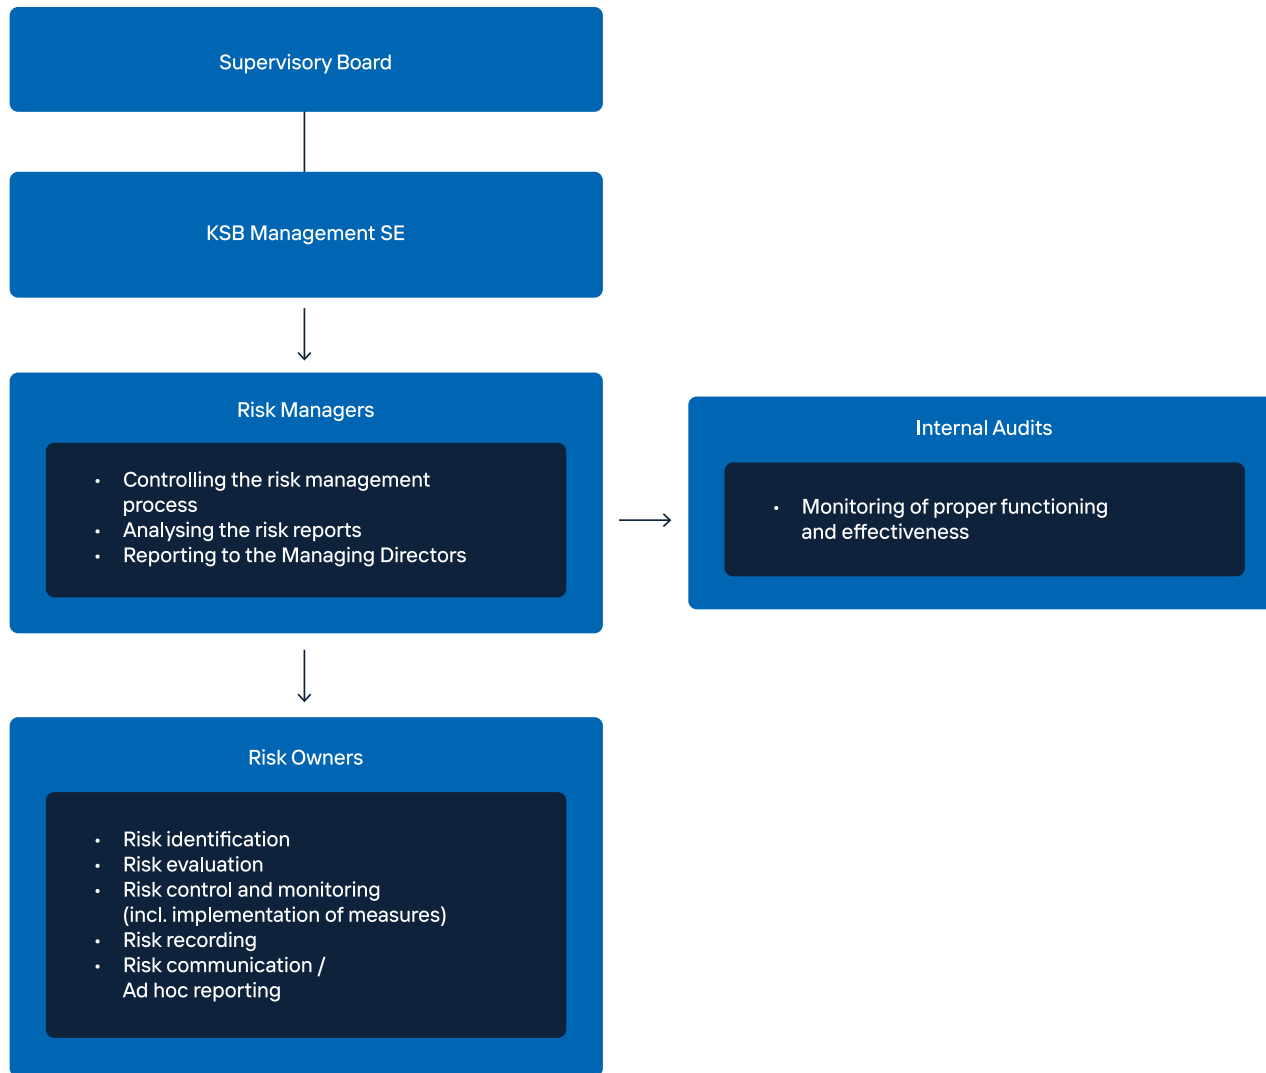 Supervisory Board
KSB Management SE
Risk Managers
• Controlling the risk management
process
• Analysing the risk reports
• Reporting to the Managing Directors
Internal Audits
• Monitoring of proper functioning
and effectiveness
Risk Owners
• Risk identification
• Risk evaluation
• Risk control and monitoring
(incl. implementation of measures)
• Risk recording
• Risk communication /
Ad hoc reporting